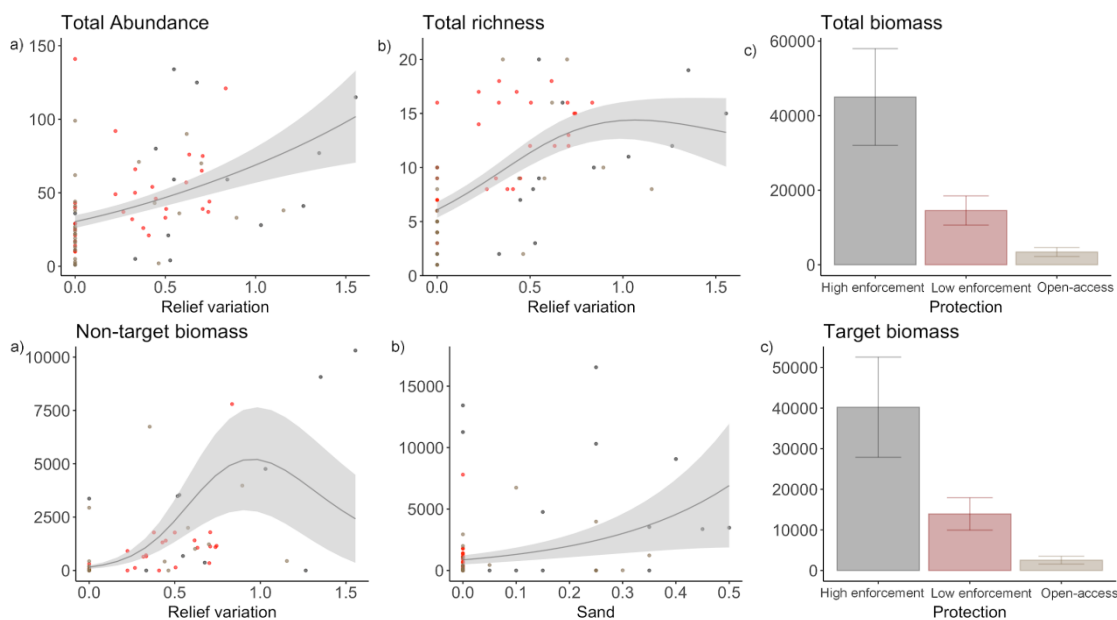 Total Abundance
a)
150
100
50
0
0.0 0.5 1.0 1.5
Relief variation
Total richness
b)
20
15
10
5
0
0.0 0.5 1.0 1.5
Relief variation
Total biomass
c)
60000
40000
20000
0
High enforcement Low enforcement Open-access
Protection
Non-target biomass
a)
10000
7500
5000
2500
0
0.0 0.5 1.0 1.5
Relief variation
b)
15000
10000
5000
0
0.0 0.1 0.2 0.3 0.4 0.5
Sand
Target biomass
c)
50000
40000
30000
20000
10000
0
High enforcement Low enforcement Open-access
Protection